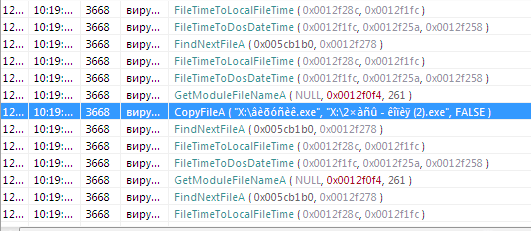 12... 10:19:... 3668 виру... FileTimeToLocalFileTime ( 0x0012f28c, 0x0012f1fc )
12... 10:19:... 3668 виру... FileTimeToDosDateTime ( 0x0012f1fc, 0x0012f25a, 0x0012f258 )
12... 10:19:... 3668 виру... FindNextFileA ( 0x005cb1b0, 0x0012f278 )
12... 10:19:... 3668 виру... FileTimeToLocalFileTime ( 0x0012f28c, 0x0012f1fc )
12... 10:19:... 3668 виру... FileTimeToDosDateTime ( 0x0012f1fc, 0x0012f25a, 0x0012f258 )
12... 10:19:... 3668 виру... GetModuleFileNameA ( NULL, 0x0012f0f4, 261 )
12... 10:19:... 3668 виру... CopyFileA ( "X:\âèðóñèê.exe", "X:\2×àñû - êîïèÿ (2).exe", FALSE )
12... 10:19:... 3668 виру... FindNextFileA ( 0x005cb1b0, 0x0012f278 )
12... 10:19:... 3668 виру... FileTimeToLocalFileTime ( 0x0012f28c, 0x0012f1fc )
12... 10:19:... 3668 виру... FileTimeToDosDateTime ( 0x0012f1fc, 0x0012f25a, 0x0012f258 )
12... 10:19:... 3668 виру... GetModuleFileNameA ( NULL, 0x0012f0f4, 261 )
12... 10:19:... 3668 виру... FindNextFileA ( 0x005cb1b0, 0x0012f278 )
12... 10:19:... 3668 виру... FileTimeToLocalFileTime ( 0x0012f28c, 0x0012f1fc )